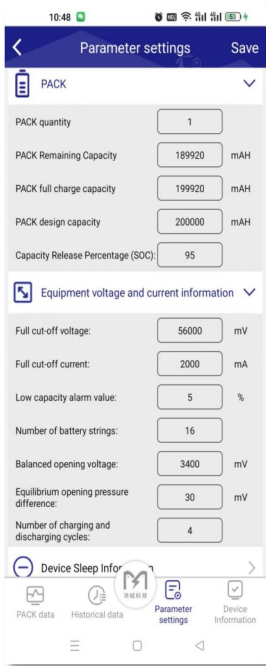 10:48
Parameter settings
Save
PACK
PACK quantity
1
PACK Remaining Capacity
189920
mAH
PACK full charge capacity
199920
mAH
PACK design capacity
200000
mAH
Capacity Release Percentage (SOC):
95
Equipment voltage and current information
Full cut-off voltage:
56000
mV
Full cut-off current:
2000
mA
Low capacity alarm value:
5
%
Number of battery strings:
16
Balanced opening voltage:
3400
mV
Equilibrium opening pressure
difference:
30
mV
Number of charging and
discharging cycles:
4
Device Sleep
PACK data
Historical data
Parameter
settings
Device
Information